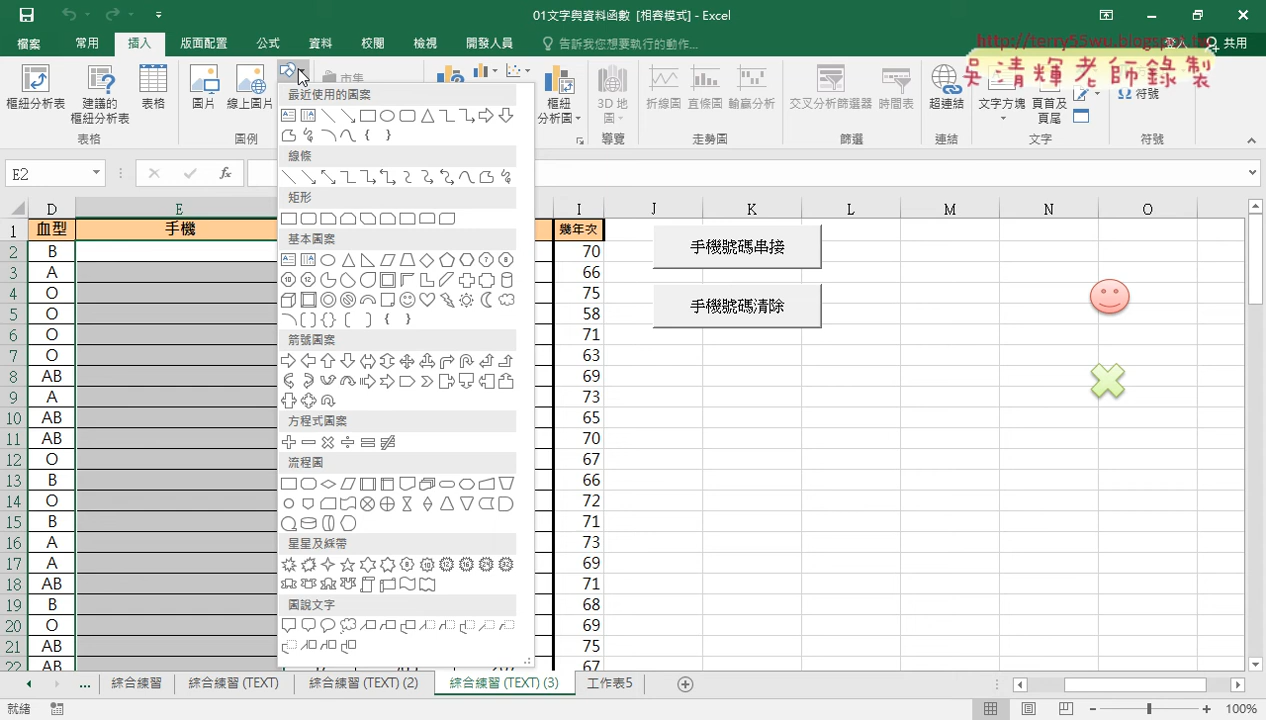 01文字與資料函數 [相容模式] - Excel
檔案 常用 插入 版面配置 公式 資料 校閱 檢視 開發人員 告訴我您想要執行的動作... 登入 共用
http://terry55wu.blogspot.tw
吳清輝老師錄製
樞紐分析表 建議的樞紐分析表 表格 圖片 線上圖片 市集 樞紐分析圖 3D 地圖 折線圖 直條圖 輸贏分析 交叉分析篩選器 時間表 超連結 文字方塊 頁首及頁尾 Ω 符號
表格 圖例 導覽 走勢圖 篩選 連結 文字 符號
E2 fx
最近使用的圖案
線條
矩形
基本圖案
箭號圖案
方程式圖案
流程圖
星星及綵帶
圖說文字
D E I J K L M N O
1 血型 手機 幾年次
2 B 70
3 A 66
4 O 75
5 O 58
6 O 71
7 O 63
8 AB 69
9 A 73
10 AB 65
11 AB 70
12 O 67
13 B 66
14 O 72
15 B 71
16 A 73
17 A 69
18 AB 71
19 B 68
20 O 69
21 AB 75
22 AB 67
手機號碼串接
手機號碼清除
... 綜合練習 綜合練習 (TEXT) 綜合練習 (TEXT) (2) 綜合練習 (TEXT) (3) 工作表5
就緒 100%